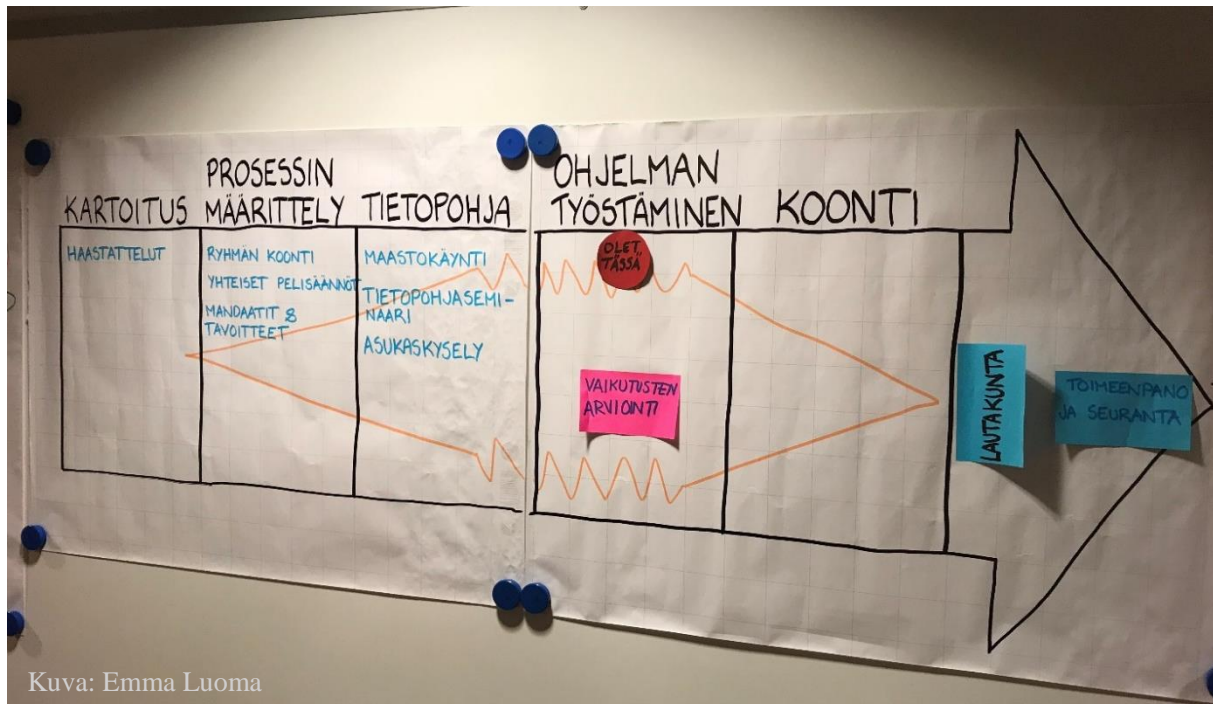 KARTOITUS
PROSESSIN
MÄÄRITTELY
TIETOPOHJA
OHJELMAN
TYÖSTÄMINEN
KOONTI
HAASTATTELUT
RYHMÄN KOONTI
YHTEISET PELISÄÄNNÖT
MANDAATIT &
TAVOITTEET
MAASTOKÄYNTI
TIETOPOHJASEMI-
NAARI
ASUKASKYSELY
OLET
TÄSSÄ
VAIKUTUSTEN
ARVIOINTI
LAUTAKUNTA
TOIMEENPANO
JA SEURANTA
Kuva: Emma Luoma